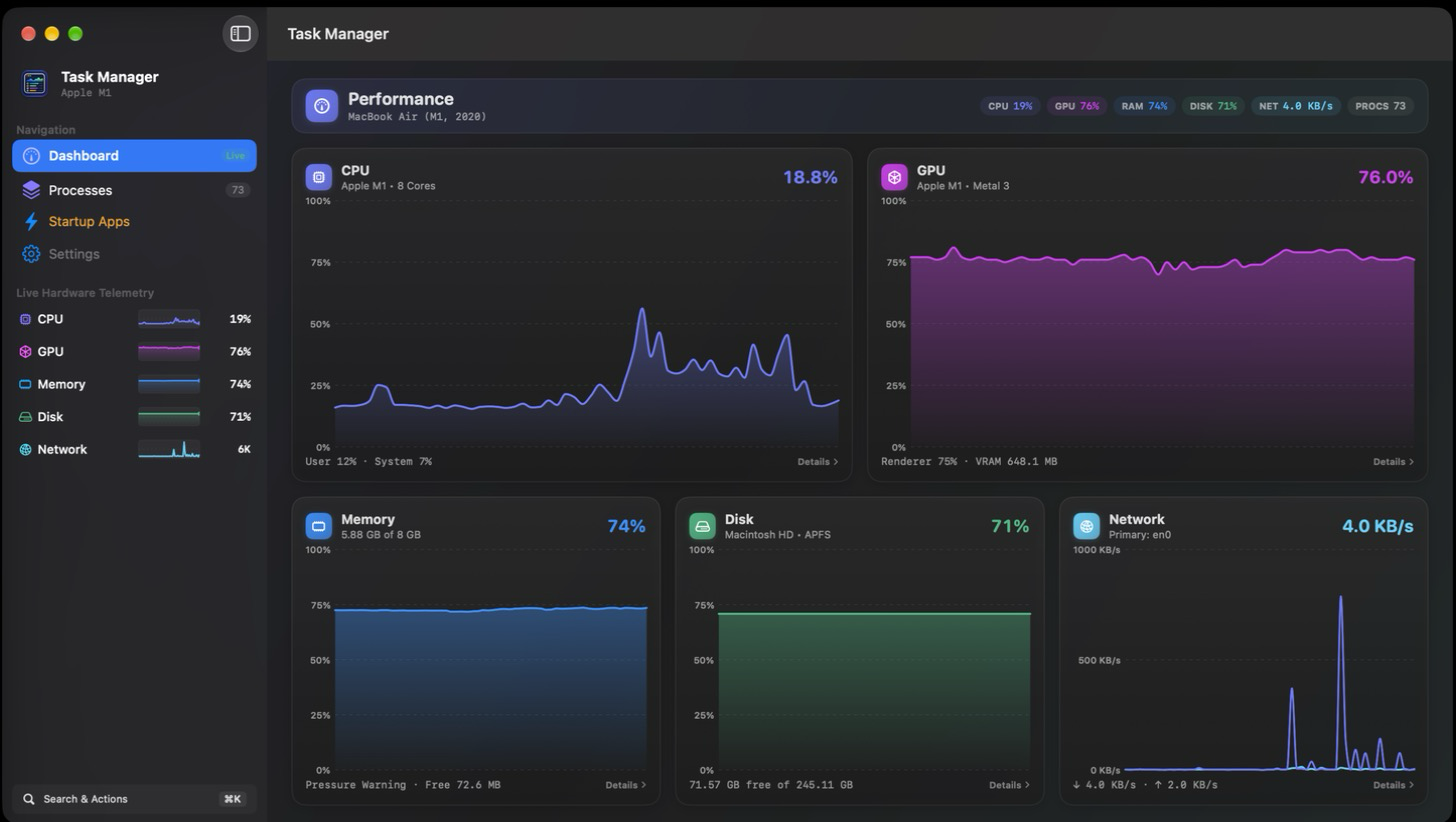 Task Manager
Task Manager
Apple M1
Navigation
Dashboard Live
Processes 73
Startup Apps
Settings
Live Hardware Telemetry
CPU 19%
GPU 76%
Memory 74%
Disk 71%
Network 6K
Search & Actions ⌘K
Performance
MacBook Air (M1, 2020)
CPU 19% GPU 76% RAM 74% DISK 71% NET 4.0 KB/s PROCS 73
CPU 18.8%
Apple M1 • 8 Cores
100%
75%
50%
25%
0%
User 12% · System 7% Details >
GPU 76.0%
Apple M1 • Metal 3
100%
75%
50%
25%
0%
Renderer 75% · VRAM 648.1 MB Details >
Memory 74%
5.88 GB of 8 GB
100%
75%
50%
25%
0%
Pressure Warning · Free 72.6 MB Details >
Disk 71%
Macintosh HD • APFS
100%
75%
50%
25%
0%
71.57 GB free of 245.11 GB Details >
Network 4.0 KB/s
Primary: en0
1000 KB/s
500 KB/s
0 KB/s
↓ 4.0 KB/s · ↑ 2.0 KB/s Details >